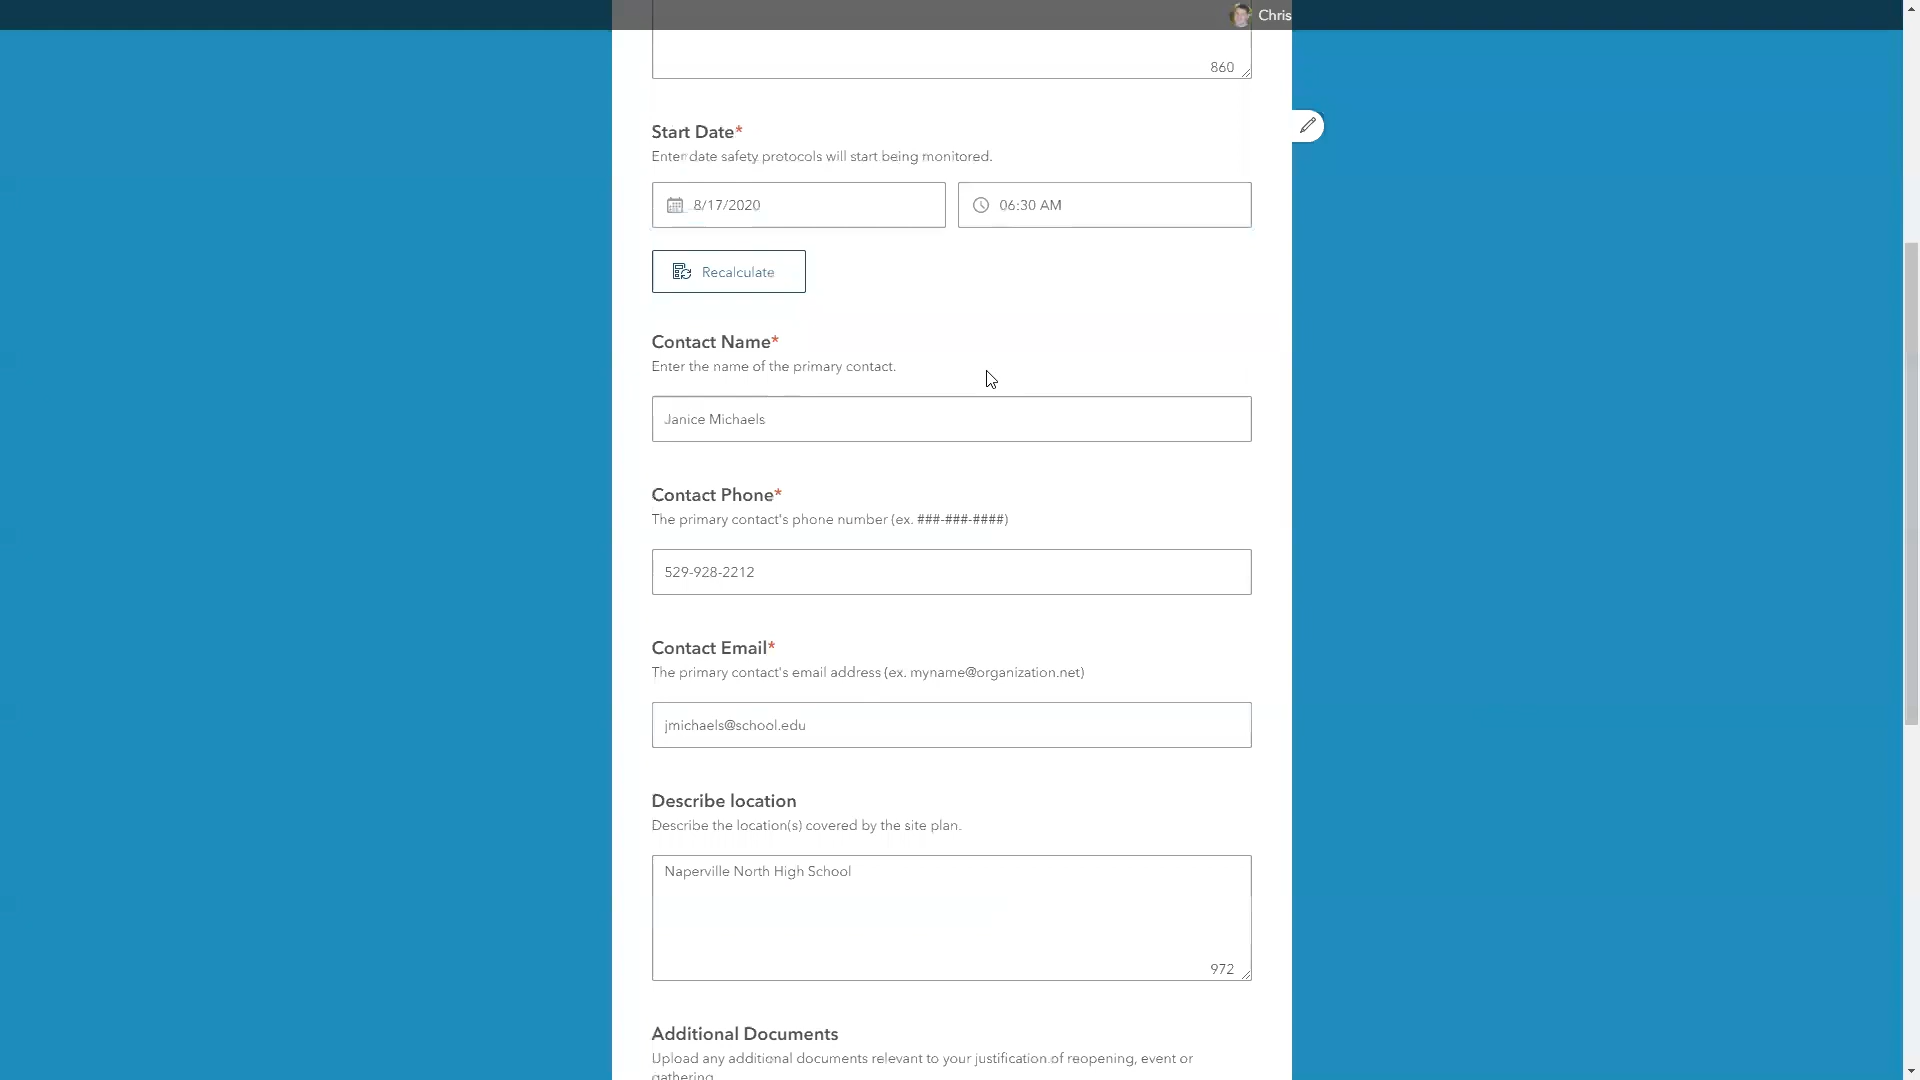 Chris
860
Start Date*
Enter date safety protocols will start being monitored.
8/17/2020
06:30 AM
Recalculate
Contact Name*
Enter the name of the primary contact.
Janice Michaels
Contact Phone*
The primary contact's phone number (ex. ###-###-####)
529-928-2212
Contact Email*
The primary contact's email address (ex. myname@organization.net)
jmichaels@school.edu
Describe location
Describe the location(s) covered by the site plan.
Naperville North High School
972
Additional Documents
Upload any additional documents relevant to your justification of reopening, event or
gathering.